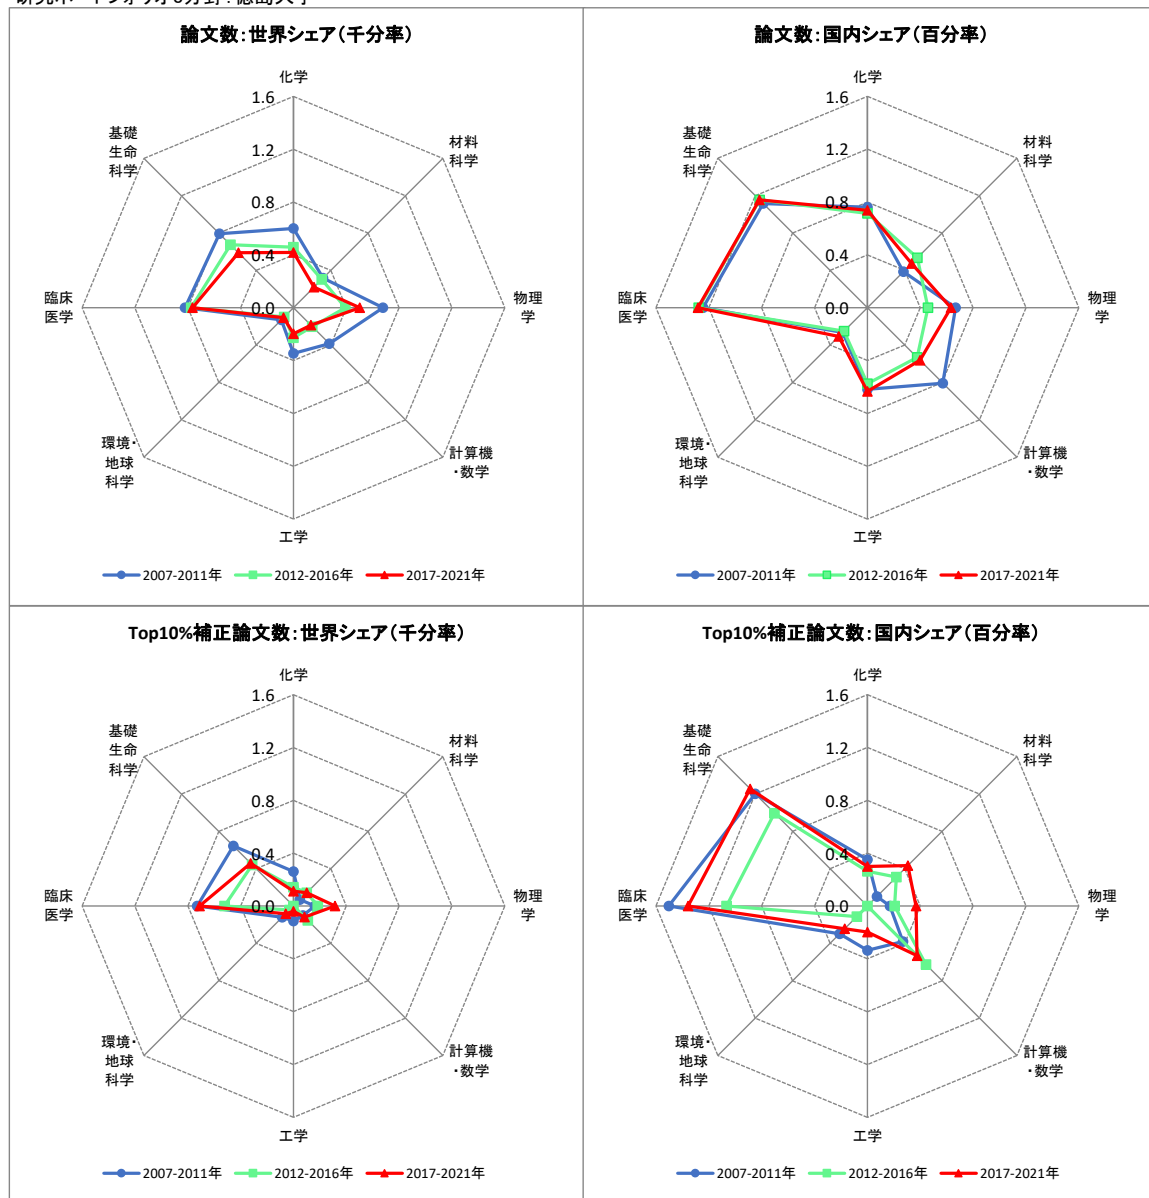 論文数：世界シェア（千分率）
化学
1.6
1.2
0.8
0.4
0.0
材料
科学
物理
学
計算機
・数学
工学
環境・
地球
科学
臨床
医学
基礎
生命
科学
2007-2011年 2012-2016年 2017-2021年
論文数：国内シェア（百分率）
化学
1.6
1.2
0.8
0.4
0.0
材料
科学
物理
学
計算機
・数学
工学
環境・
地球
科学
臨床
医学
基礎
生命
科学
2007-2011年 2012-2016年 2017-2021年
Top10%補正論文数：世界シェア（千分率）
化学
1.6
1.2
0.8
0.4
0.0
材料
科学
物理
学
計算機
・数学
工学
環境・
地球
科学
臨床
医学
基礎
生命
科学
2007-2011年 2012-2016年 2017-2021年
Top10%補正論文数：国内シェア（百分率）
化学
1.6
1.2
0.8
0.4
0.0
材料
科学
物理
学
計算機
・数学
工学
環境・
地球
科学
臨床
医学
基礎
生命
科学
2007-2011年 2012-2016年 2017-2021年